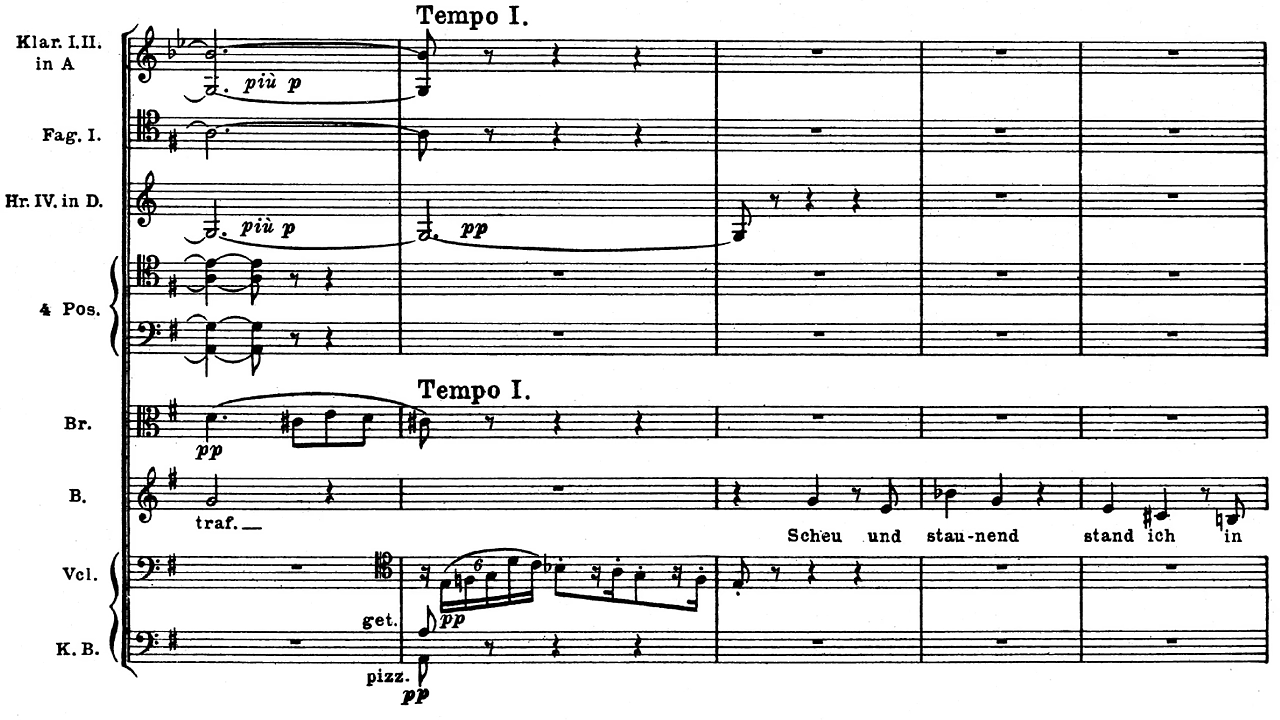 Tempo I.
Klar. I. II.
in A
più p
Fag. I.
Hr. IV. in D.
più p
pp
4 Pos.
Tempo I.
Br.
pp
B.
traf.
Scheu und stau-nend stand ich in
Vcl.
6
get.
pp
K. B.
pizz.
pp